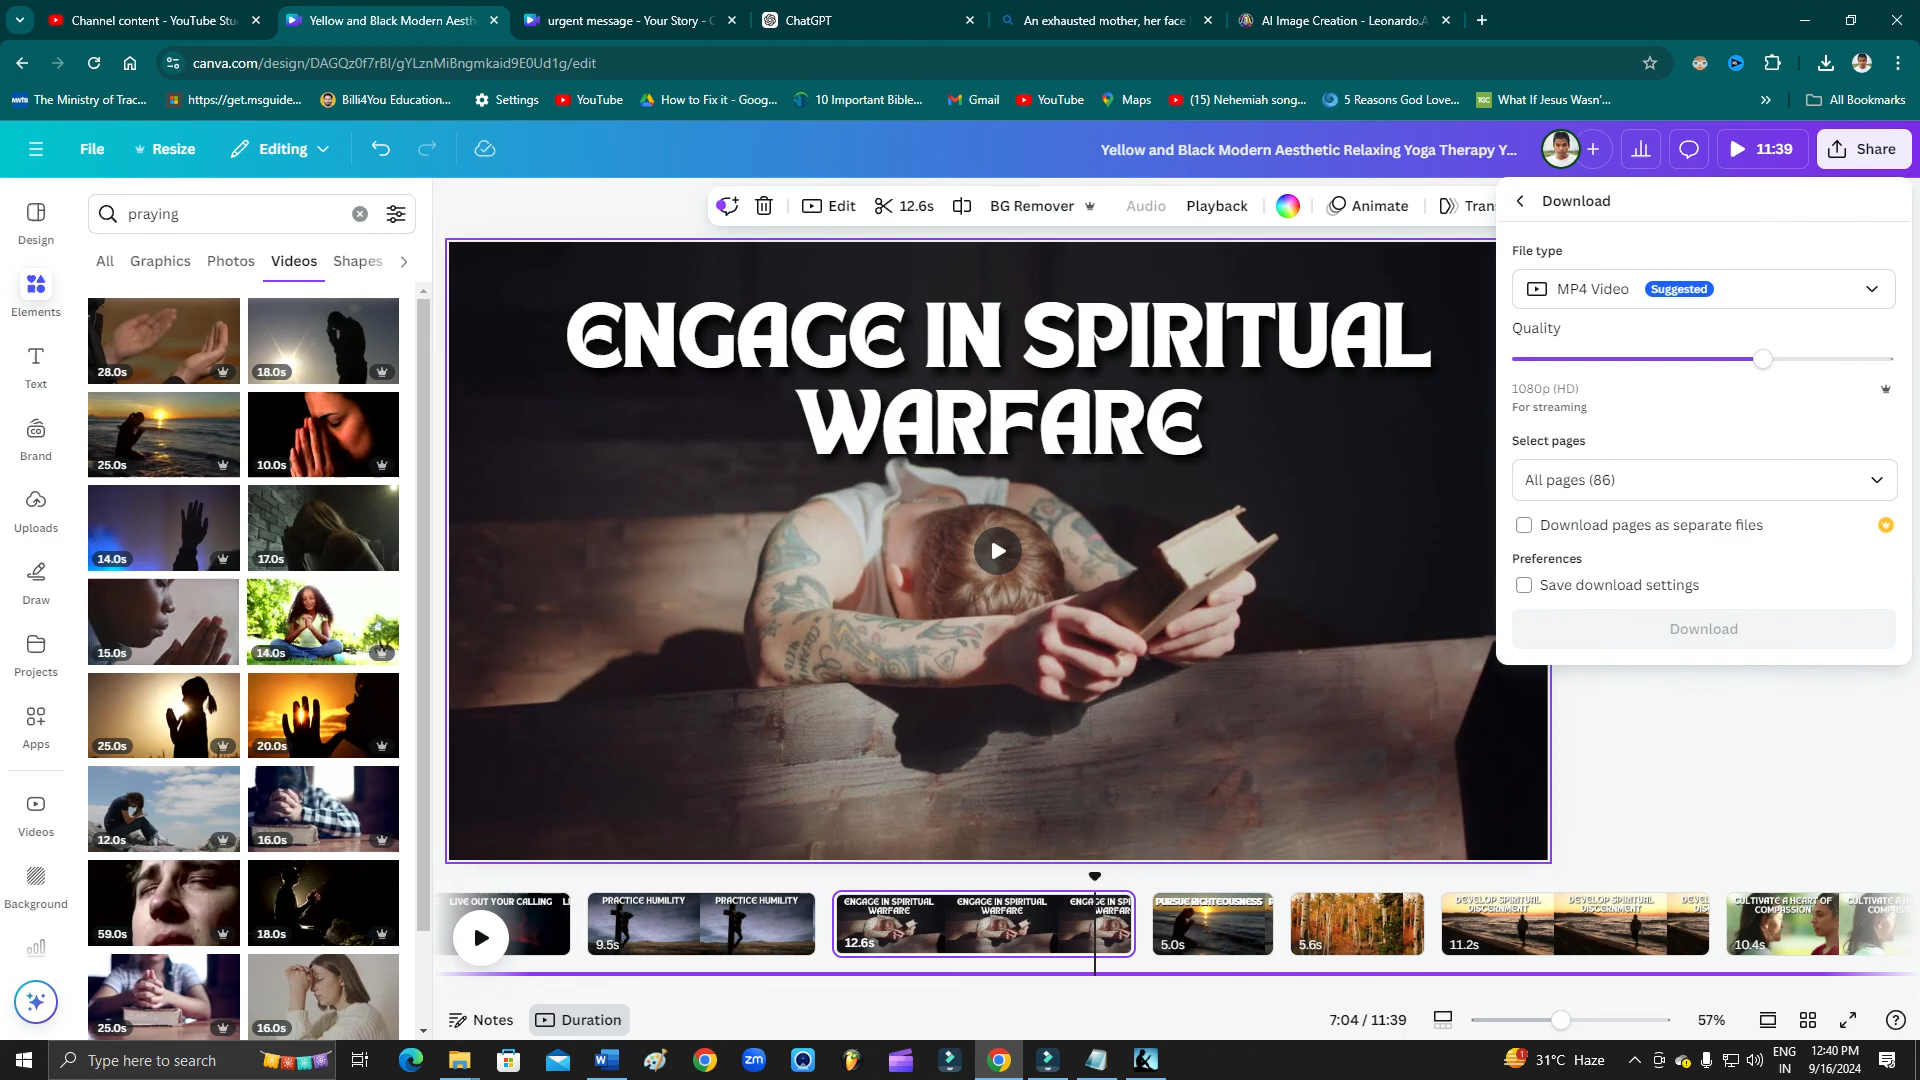 Channel content - YouTube Stu
Yellow and Black Modern Aesth
urgent message - Your Story - C
ChatGPT
An exhausted mother, her face
AI Image Creation - Leonardo.A
canva.com/design/DAGQz0f7rBI/gYLznMiBngmkaid9E0Ud1g/edit
The Ministry of Trac...
https://get.msguide...
Billi4You Education...
Settings
YouTube
How to Fix it - Goog...
10 Important Bible...
Gmail
YouTube
Maps
(15) Nehemiah song...
5 Reasons God Love...
What If Jesus Wasn'...
All Bookmarks
File
Resize
Editing
Yellow and Black Modern Aesthetic Relaxing Yoga Therapy Y...
11:39
Share
praying
Edit
12.6s
BG Remover
Audio
Playback
Animate
Tran
All
Graphics
Photos
Videos
Shapes
Design
Elements
Text
Brand
Uploads
Draw
Projects
Apps
Videos
Background
28.0s
18.0s
25.0s
10.0s
14.0s
17.0s
15.0s
14.0s
25.0s
20.0s
12.0s
16.0s
59.0s
18.0s
25.0s
16.0s
ENGAGE IN SPIRITUAL
WARFARE
Download
File type
MP4 Video
Suggested
Quality
1080p (HD)
For streaming
Select pages
All pages (86)
Download pages as separate files
Preferences
Save download settings
Download
LIVE OUT YOUR CALLING
PRACTICE HUMILITY
PRACTICE HUMILITY
9.5s
ENGAGE IN SPIRITUAL
WARFARE
ENGAGE IN SPIRITUAL
WARFARE
ENGAGE IN SPI
WARFAR
12.6s
PURSUE RIGHTEOUSNESS
5.0s
5.6s
DEVELOP SPIRITUAL
DISCERNMENT
DEVELOP SPIRITUAL
DISCERNMENT
11.2s
CULTIVATE A HEART OF
COMPASSION
10.4s
Notes
Duration
7:04 / 11:39
57%
Type here to search
31°C Haze
ENG
IN
12:40 PM
9/16/2024